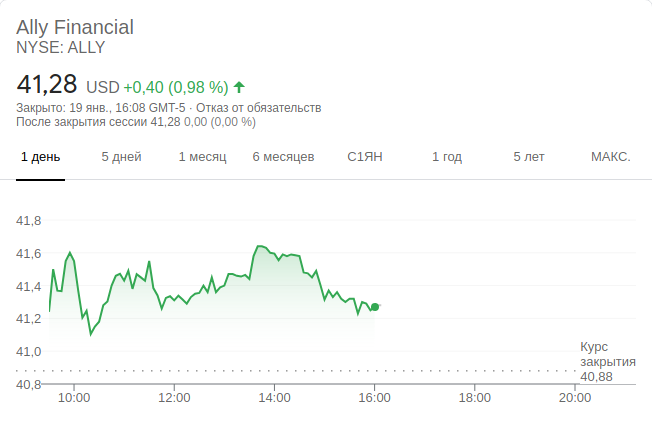 Ally Financial
NYSE: ALLY
41,28 USD +0,40 (0,98 %)
Закрыто: 19 янв., 16:08 GMT-5 · Отказ от обязательств
После закрытия сессии 41,28 0,00 (0,00 %)
1 день 5 дней 1 месяц 6 месяцев С1ЯН 1 год 5 лет МАКС.
41,8
41,6
41,4
41,2
41,0
Курс
закрытия
40,88
40,8
10:00 12:00 14:00 16:00 18:00 20:00